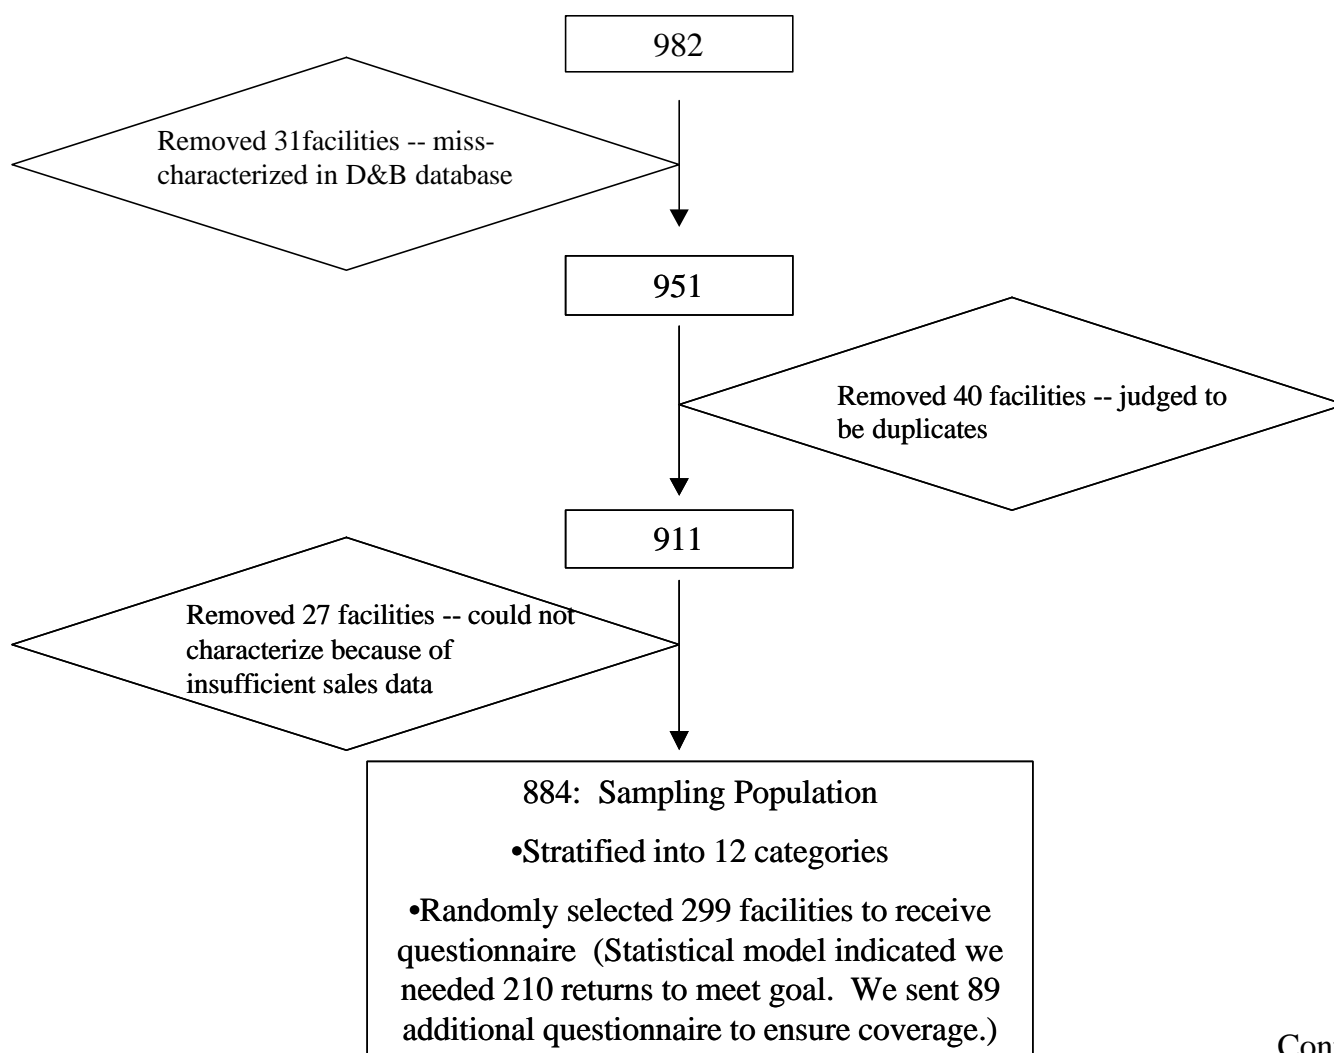 982
Removed 31facilities -- miss-
characterized in D&B database
951
Removed 40 facilities -- judged to
be duplicates
911
Removed 27 facilities -- could not
characterize because of
insufficient sales data
884:  Sampling Population
•Stratified into 12 categories
•Randomly selected 299 facilities to receive
questionnaire  (Statistical model indicated we
needed 210 returns to meet goal.  We sent 89
additional questionnaire to ensure coverage.)